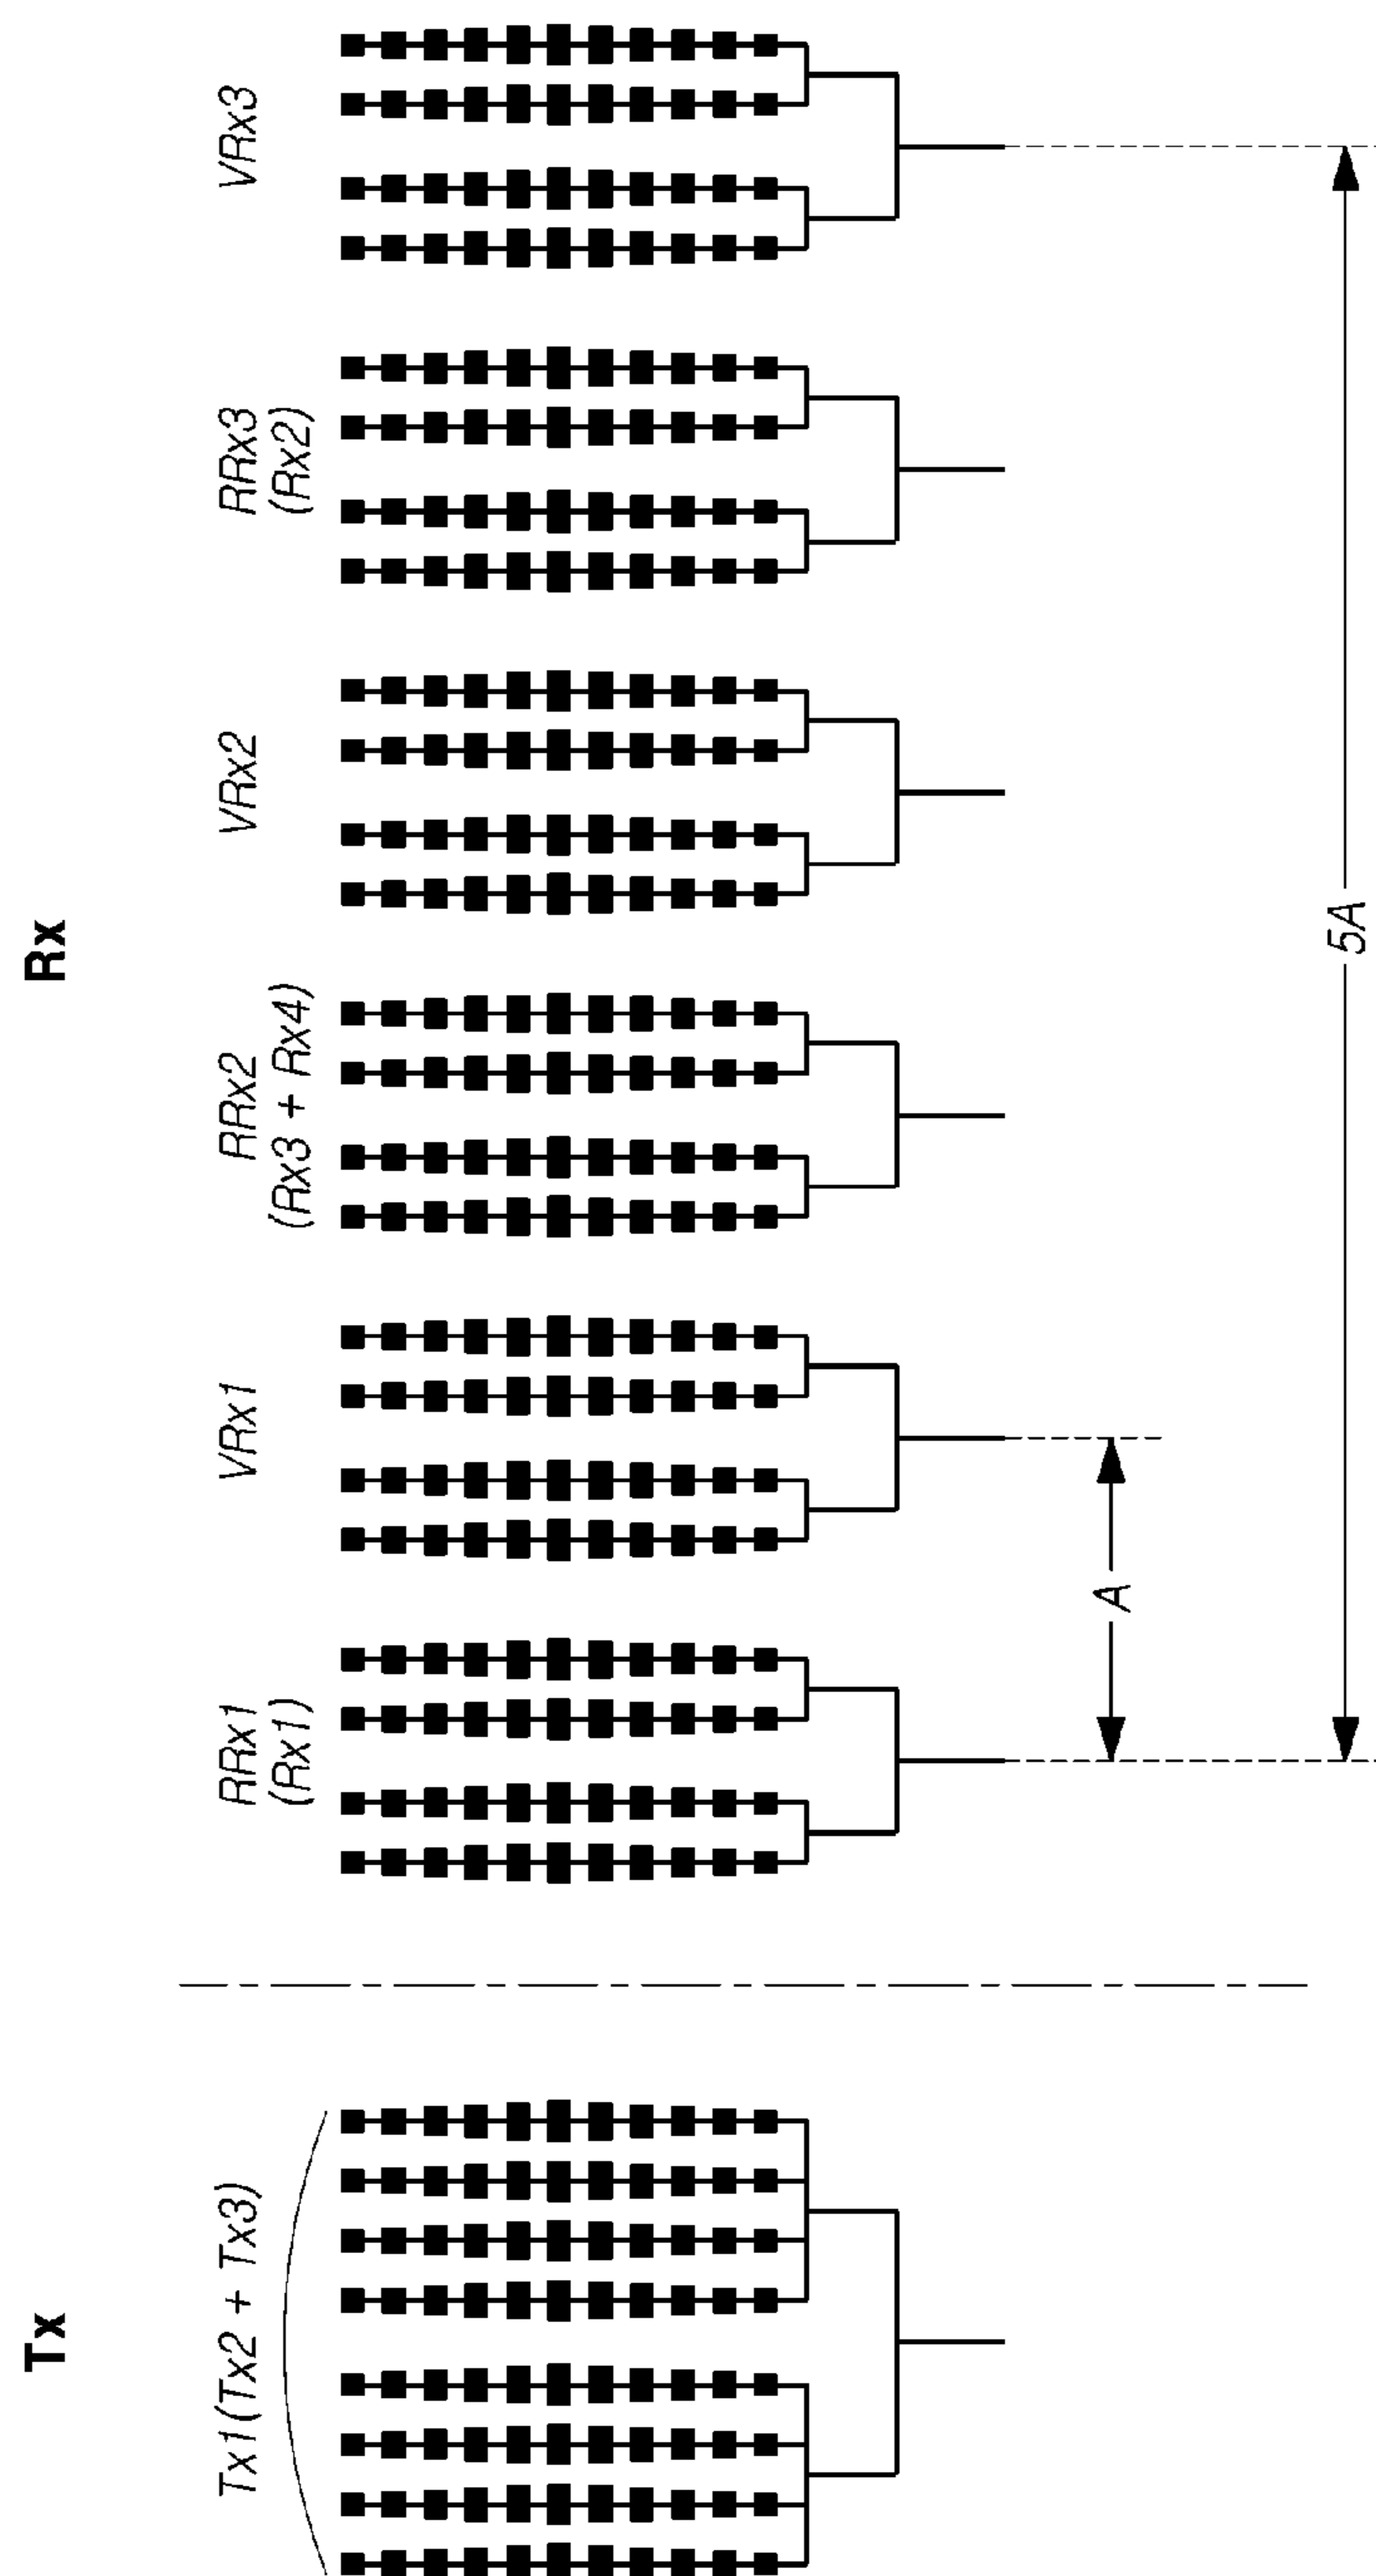 Tx
Rx
Tx1(Tx2 + Tx3)
RRx1
(Rx1)
VRx1
RRx2
(Rx3 + Rx4)
VRx2
RRx3
(Rx2)
VRx3
A
5A